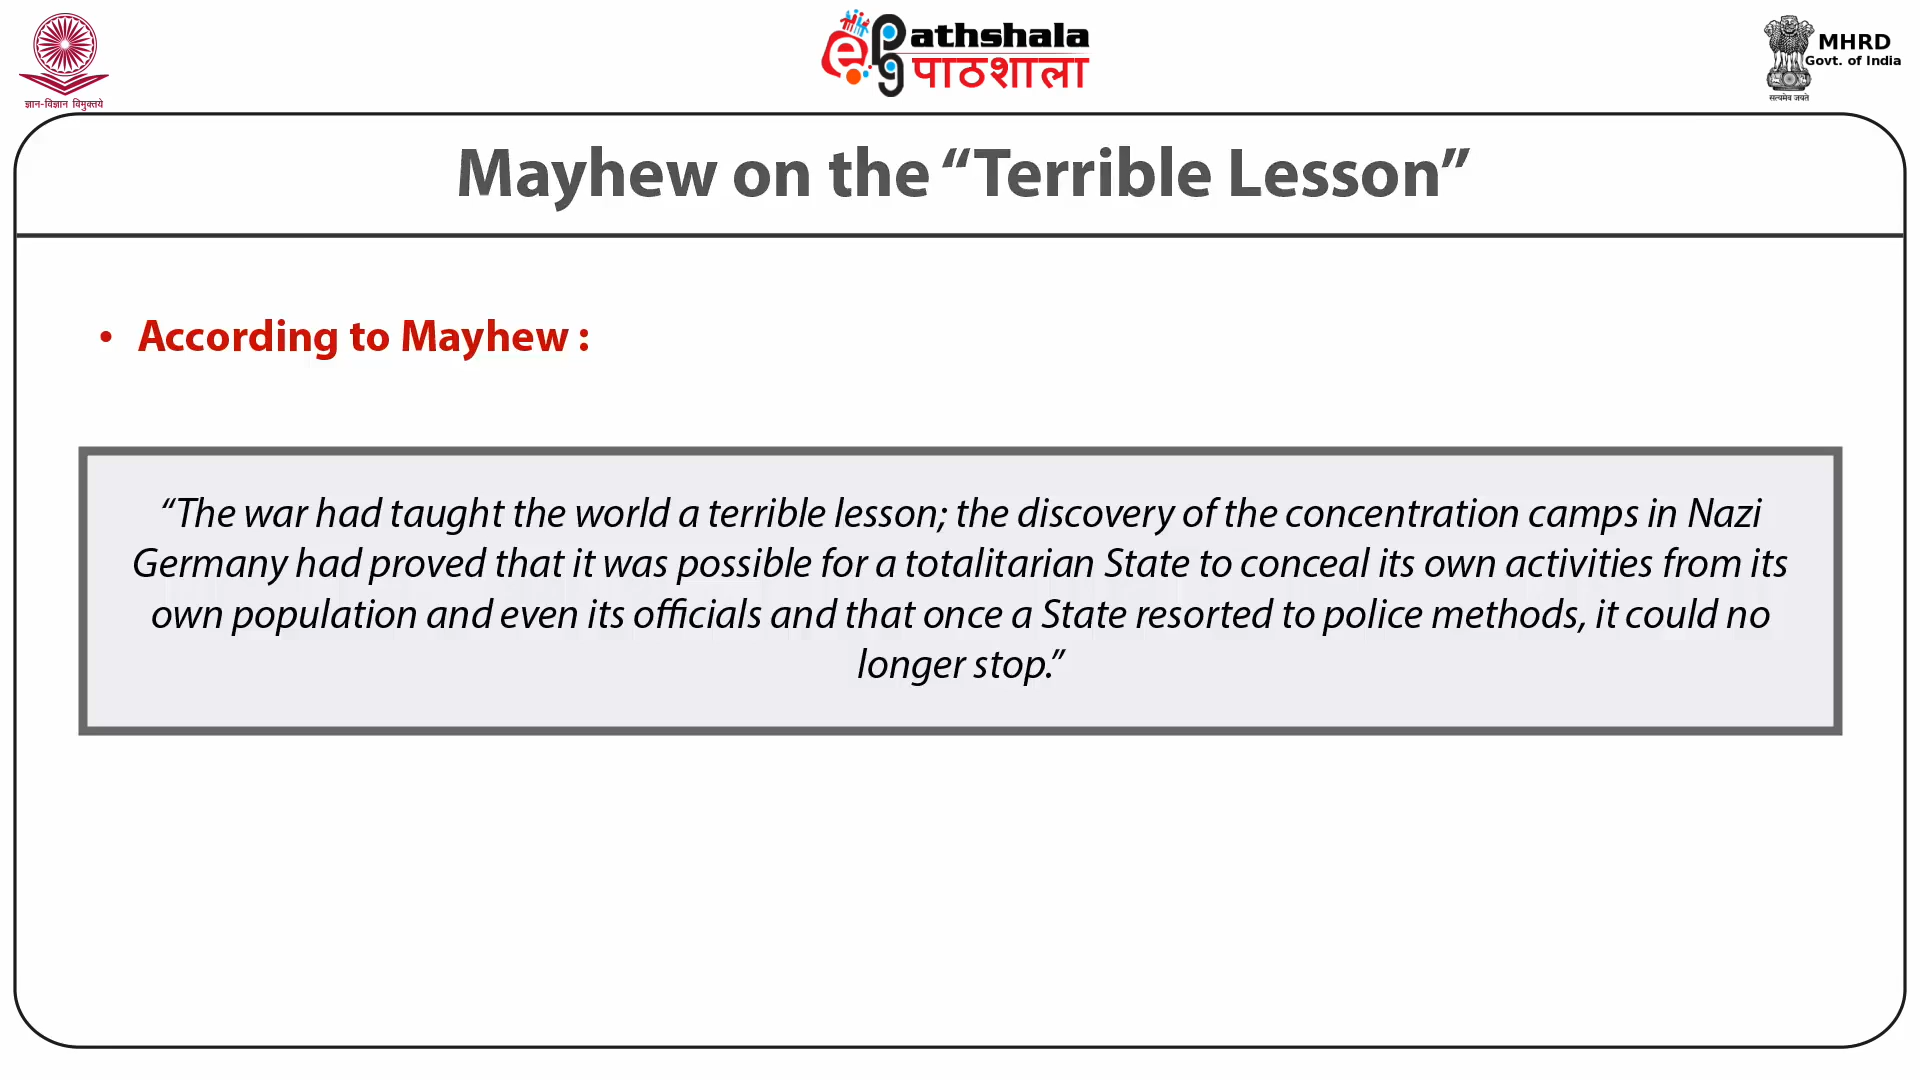 ज्ञान-विज्ञान विमुक्तये
e Pathshala
पाठशाला
MHRD
Govt. of India
सत्यमेव जयते
Mayhew on the “Terrible Lesson”
• According to Mayhew :
“The war had taught the world a terrible lesson; the discovery of the concentration camps in Nazi
Germany had proved that it was possible for a totalitarian State to conceal its own activities from its
own population and even its officials and that once a State resorted to police methods, it could no
longer stop.”